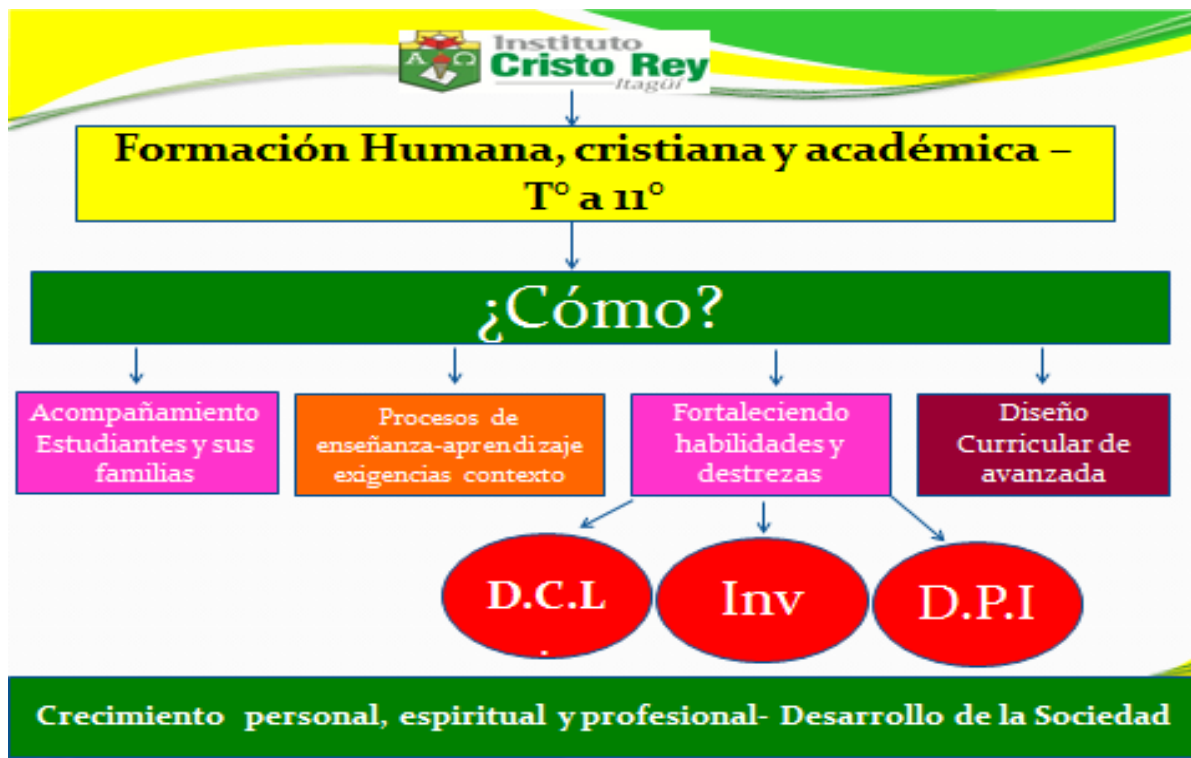 Α Ω
Instituto
Cristo Rey
Itagüí
Formación Humana, cristiana y académica –
T° a 11°
¿Cómo?
Acompañamiento
Estudiantes y sus
familias
Procesos de
enseñanza-aprendizaje
exigencias contexto
Fortaleciendo
habilidades y
destrezas
Diseño
Curricular de
avanzada
D.C.L
.
Inv
D.P.I
Crecimiento personal, espiritual y profesional- Desarrollo de la Sociedad